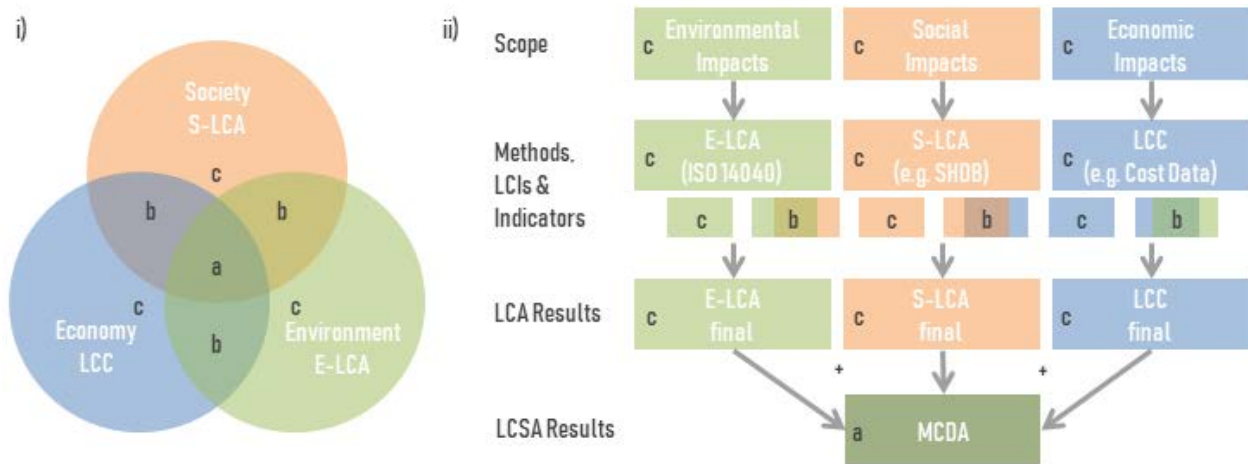 i)
Society
S-LCA
c
b
b
a
c
c
Economy
LCC
b
Environment
E-LCA
ii)
Scope
c
Environmental
Impacts
c
Social
Impacts
c
Economic
Impacts
Methods,
LCIs &
Indicators
c
E-LCA
(ISO 14040)
c
S-LCA
(e.g. SHDB)
c
LCC
(e.g. Cost Data)
c
b
c
b
c
b
LCA Results
c
E-LCA
final
c
S-LCA
final
c
LCC
final
+
+
LCSA Results
a
MCDA